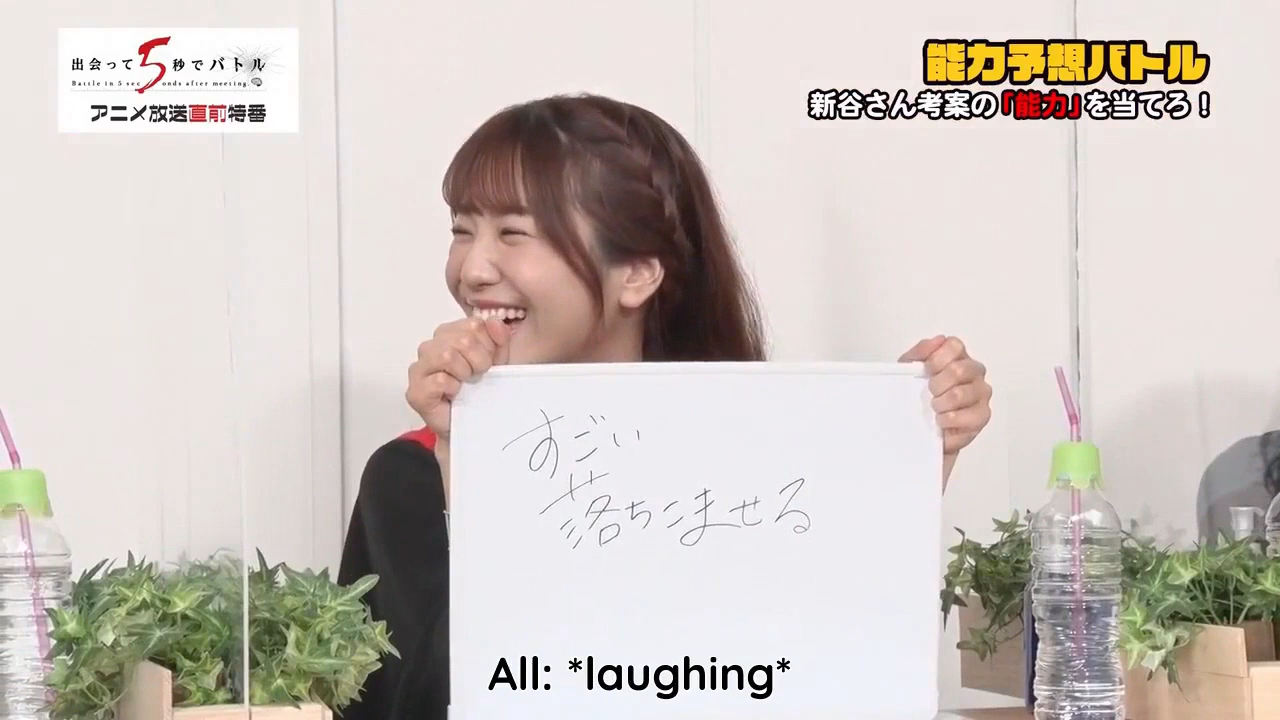 出会って5秒でバトル
Battle in 5 seconds after meeting.
アニメ放送直前特番
能力予想バトル
新谷さん考案の「能力」を当てろ！
すごい
落ちこませる
All: *laughing*